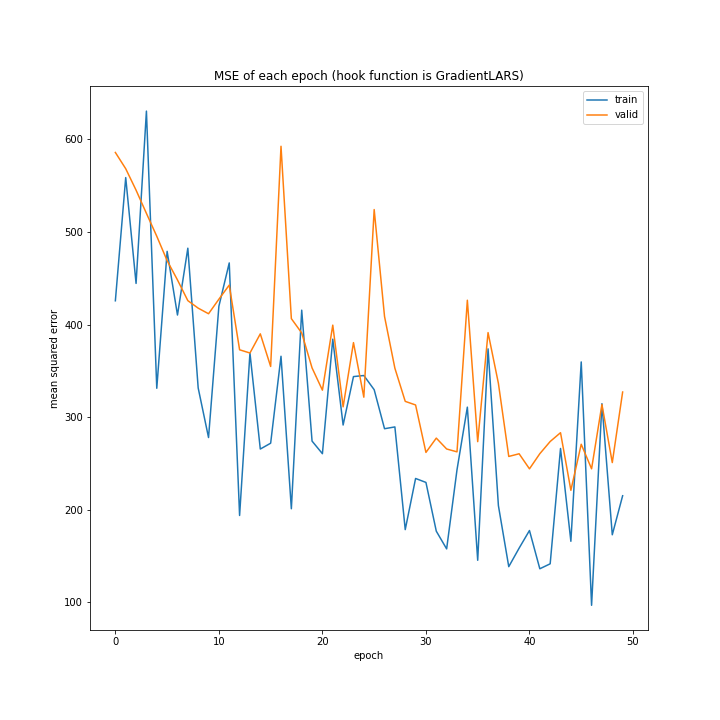 MSE of each epoch (hook function is GradientLARS)
train
valid
600
500
400
300
200
100
mean squared error
0
10
20
30
40
50
epoch